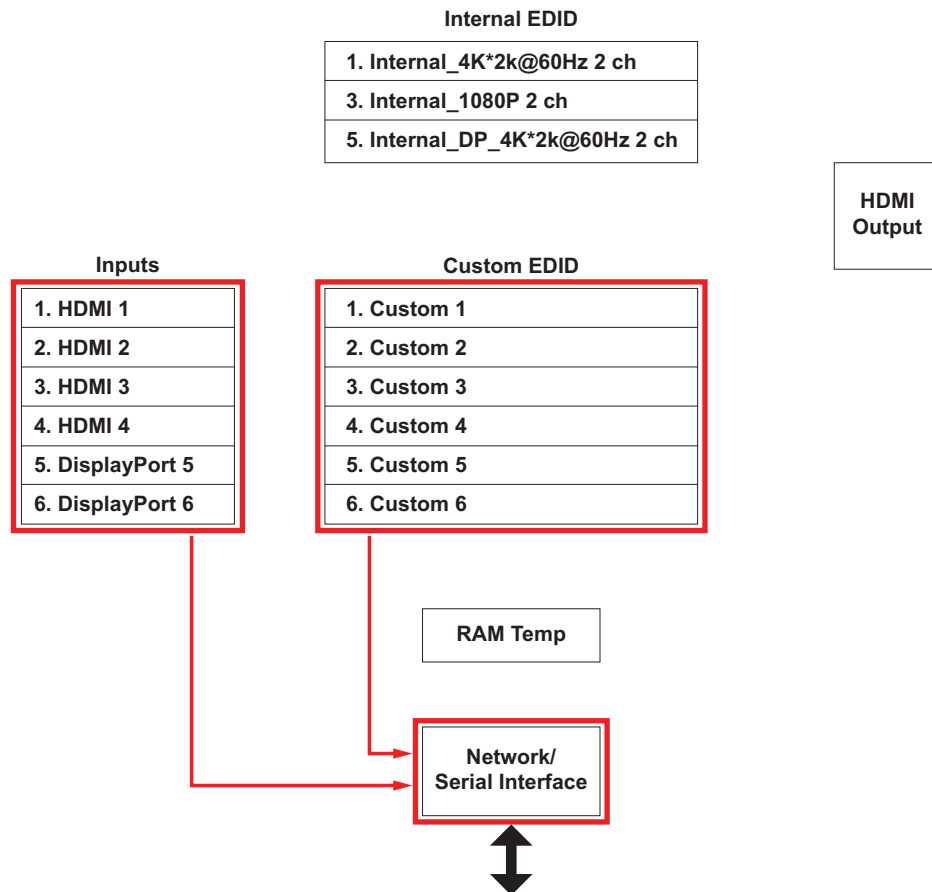 Internal EDID
1. Internal_4K*2k@60Hz 2 ch
3. Internal_1080P 2 ch
5. Internal_DP_4K*2k@60Hz 2 ch
HDMI
Output
Inputs
1. HDMI 1
2. HDMI 2
3. HDMI 3
4. HDMI 4
5. DisplayPort 5
6. DisplayPort 6
Custom EDID
1. Custom 1
2. Custom 2
3. Custom 3
4. Custom 4
5. Custom 5
6. Custom 6
RAM Temp
Network/
Serial Interface